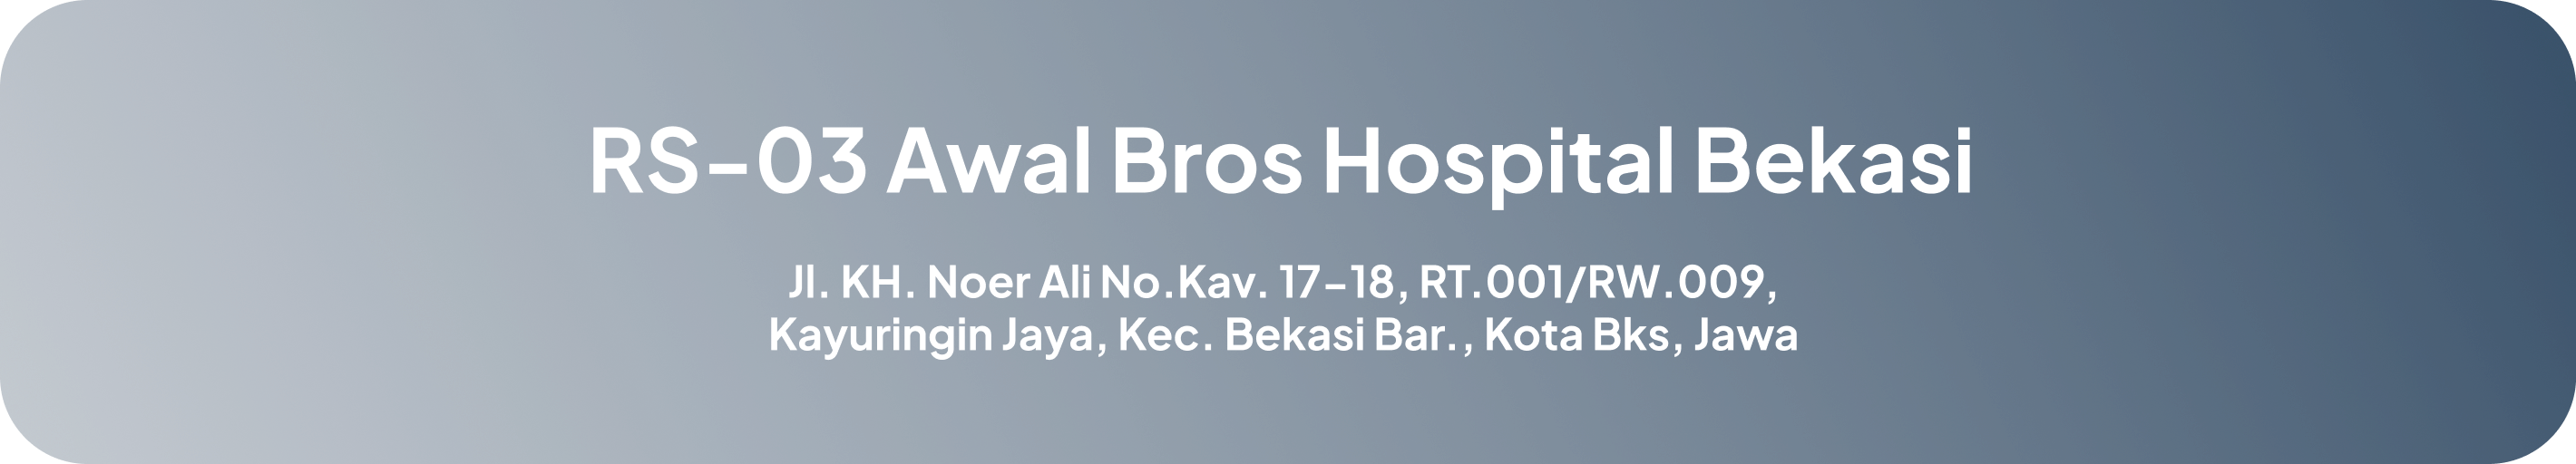 RS-03 Awal Bros Hospital Bekasi
Jl. KH. Noer Ali No.Kav. 17-18, RT.001/RW.009,
Kayuringin Jaya, Kec. Bekasi Bar., Kota Bks, Jawa